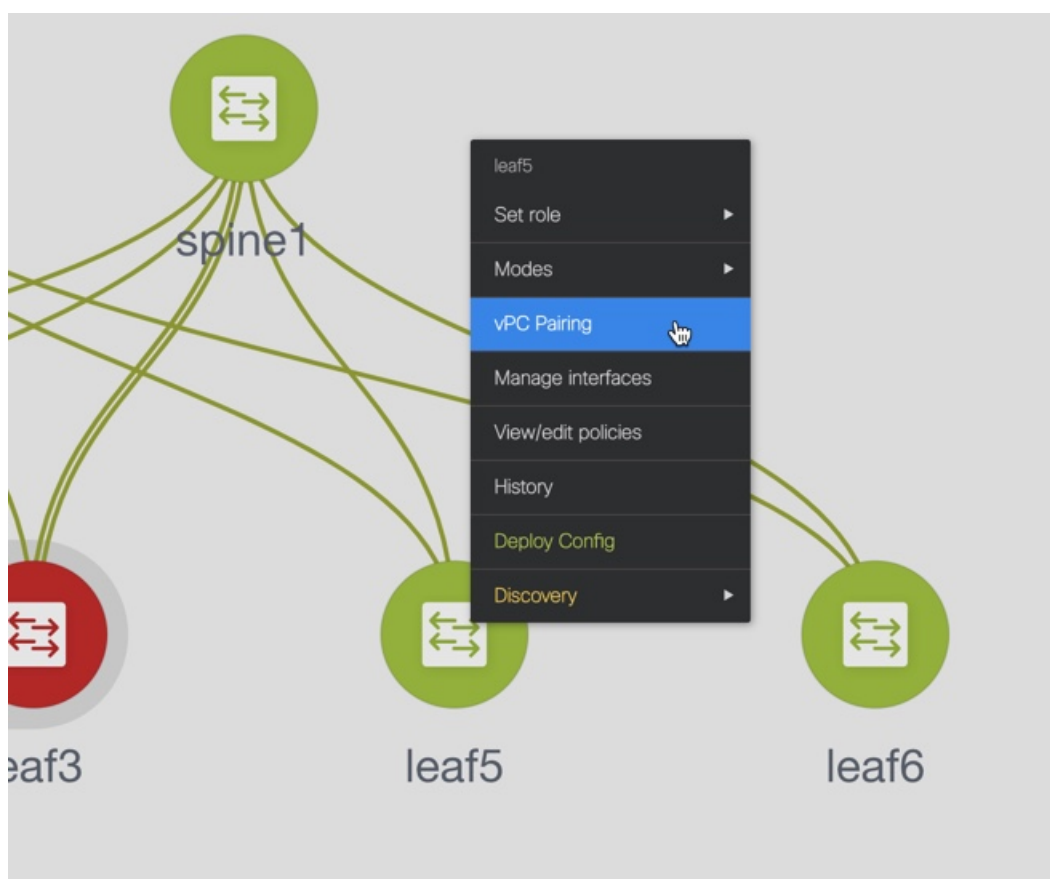 spine1
leaf5
Set role
Modes
vPC Pairing
Manage interfaces
View/edit policies
History
Deploy Config
Discovery
eaf3
leaf5
leaf6